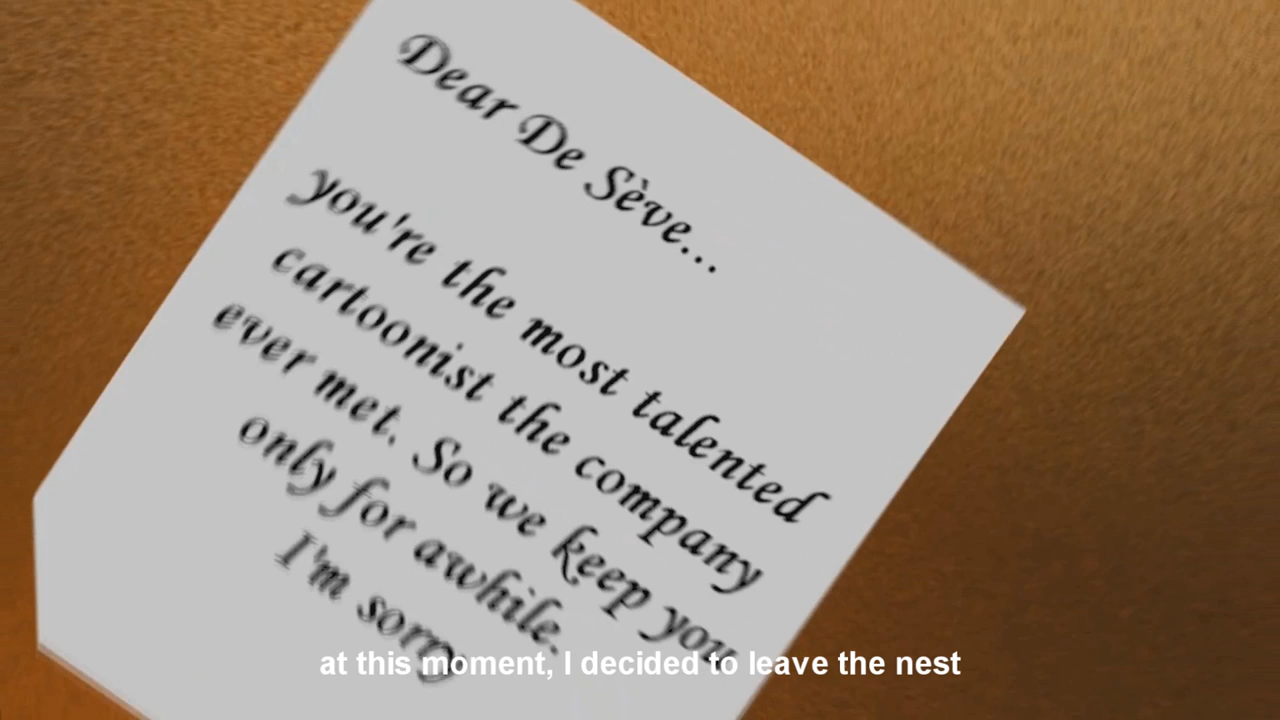 Dear De Sève...
you're the most talented
cartoonist the company
ever met. So we keep you
only for awhile.
I'm sorry
at this moment, I decided to leave the nest